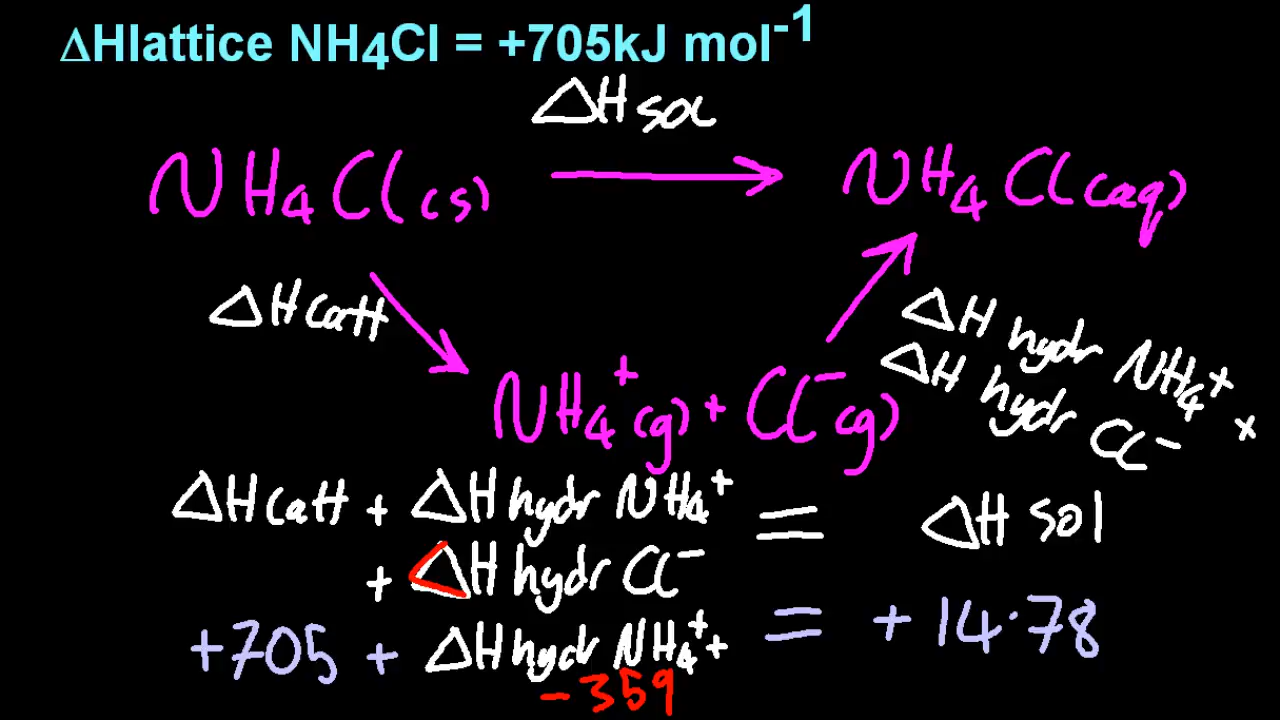 ΔHlattice NH4Cl = +705kJ mol-1
ΔH sol
NH4Cl(s) NH4Cl(aq)
ΔH latt
ΔH hydr NH4+ +
ΔH hydr Cl-
NH4+(g) + Cl-(g)
ΔH latt + ΔH hydr NH4+ = ΔH sol
+ ΔH hydr Cl-
+705 + ΔH hydr NH4+ + = +14.78
-359